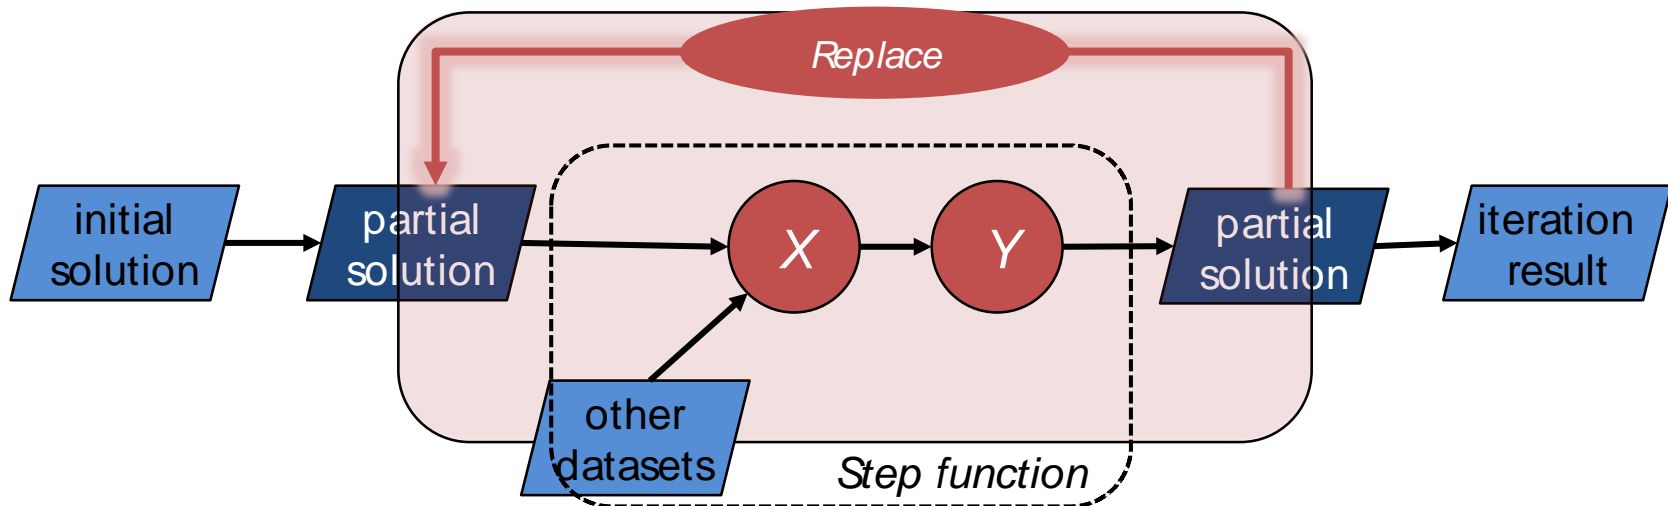 Replace
initial
solution
partial
solution
X
Y
partial
solution
iteration
result
other
datasets
Step function